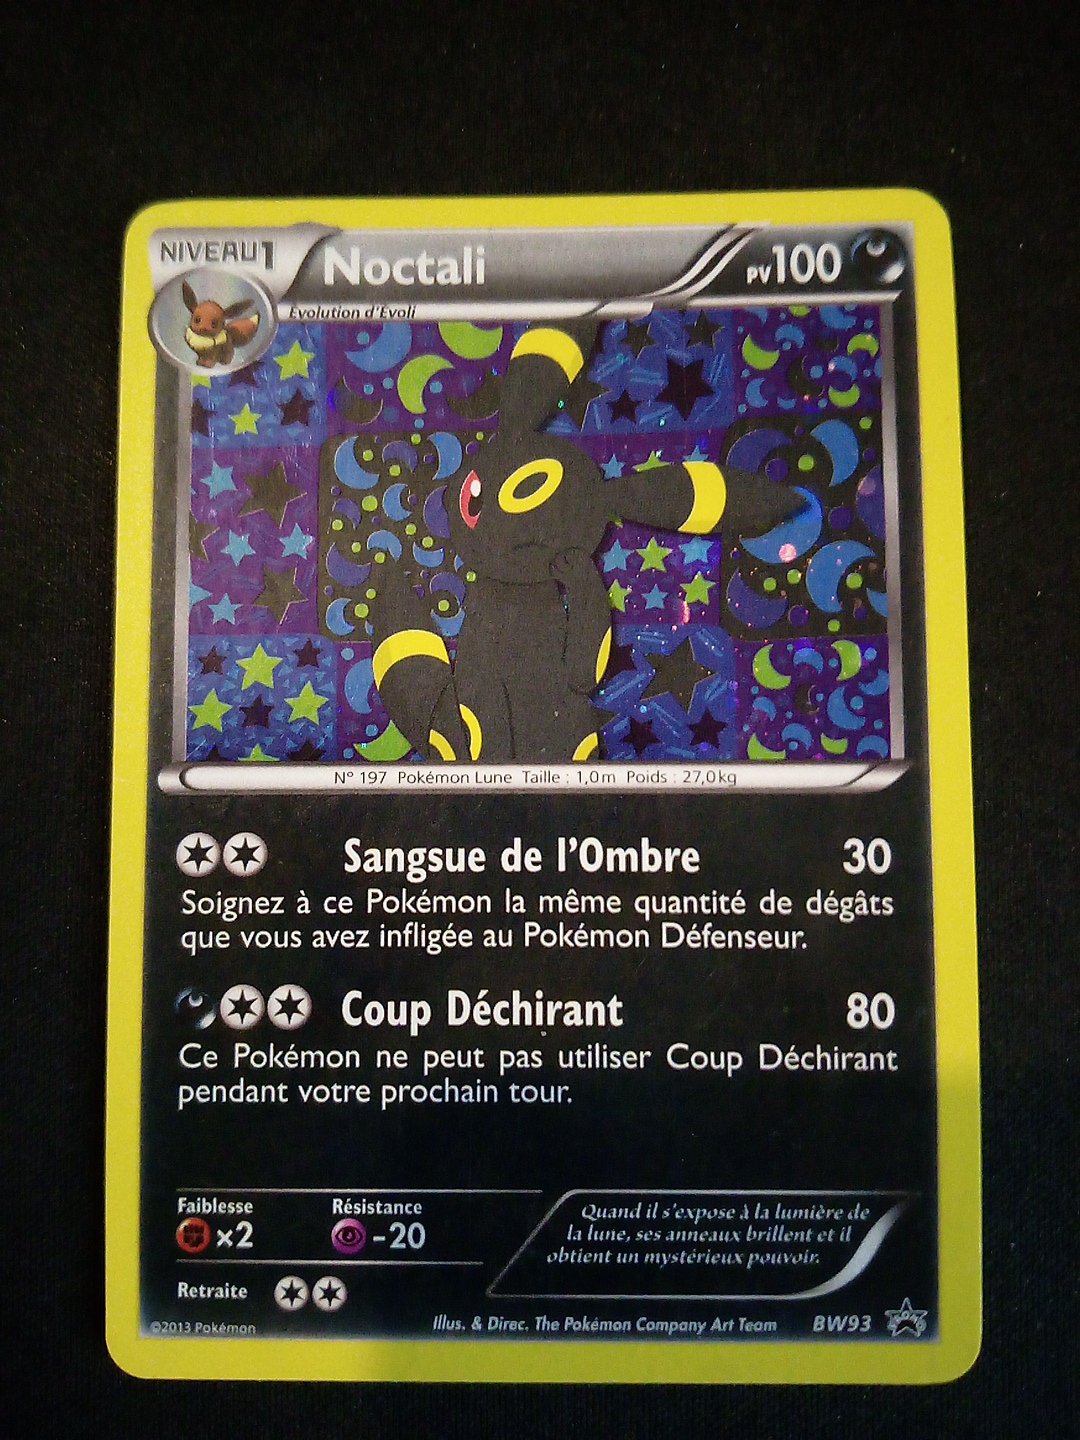 NIVEAU 1
Noctali
PV 100
Évolution d'Évoli
N° 197 Pokémon Lune Taille : 1,0m Poids : 27,0kg
Sangsue de l'Ombre 30
Soignez à ce Pokémon la même quantité de dégâts
que vous avez infligée au Pokémon Défenseur.
Coup Déchirant 80
Ce Pokémon ne peut pas utiliser Coup Déchirant
pendant votre prochain tour.
Faiblesse
×2
Résistance
-20
Retraite
Quand il s'expose à la lumière de
la lune, ses anneaux brillent et il
obtient un mystérieux pouvoir.
©2013 Pokémon
Illus. & Direc. The Pokémon Company Art Team
BW93